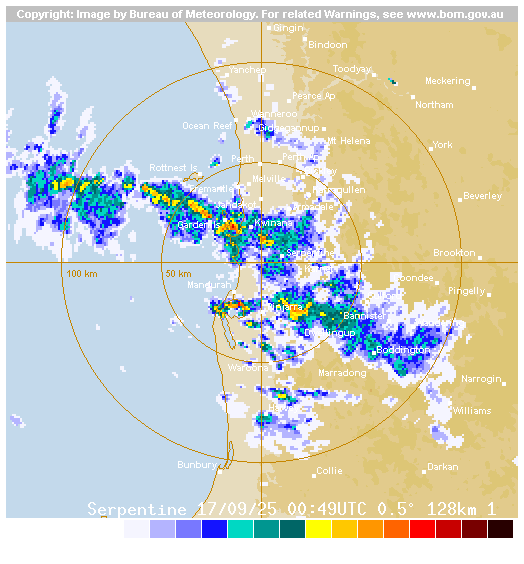 Copyright: Image by Bureau of Meteorology. For related Warnings, see www.bom.gov.au
Gingin
Bindoon
Yanchep
Toodyay
Meckering
Pearce Ap
Northam
Wanneroo
Ocean Reef
Gidgegannup
Mt Helena
York
Rottnest Is
Perth
Melville
Fremantle
Beverley
Armadale
Garden Is
Kwinana
Serpentine
Brookton
100 km
50 km
Mandurah
Pingelly
Bannister
Boddington
Waroona
Marradong
Narrogin
Williams
Bunbury
Collie
Darkan
Serpentine 17/09/25 00:49UTC 0.5° 128km 1